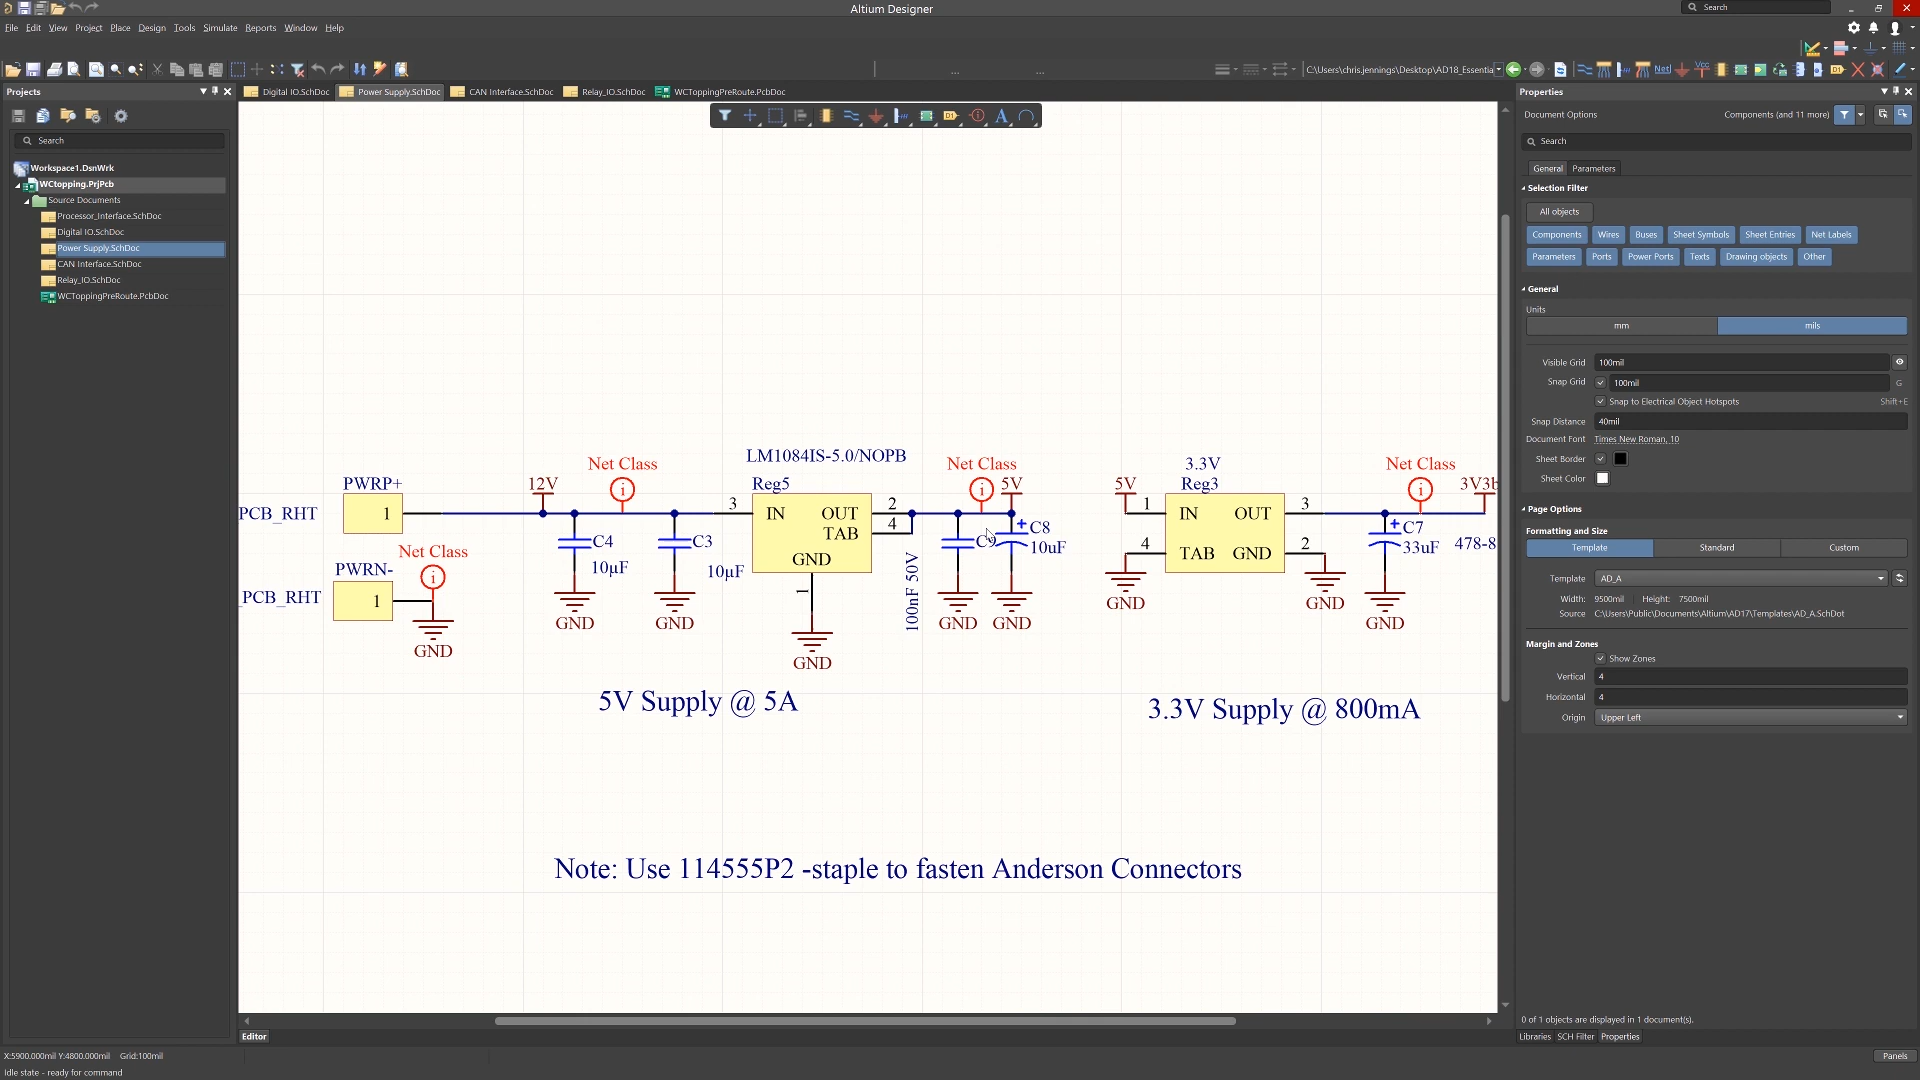 Altium Designer
Search
File Edit View Project Place Design Tools Simulate Reports Window Help
C:\Users\chris.jennings\Desktop\AD18_Essentia
Projects
Search
Workspace1.DsnWrk
WCtopping.PrjPcb
Source Documents
Processor_Interface.SchDoc
Digital IO.SchDoc
Power Supply.SchDoc
CAN Interface.SchDoc
Relay_IO.SchDoc
WCToppingPreRoute.PcbDoc
Digital IO.SchDoc Power Supply.SchDoc CAN Interface.SchDoc Relay_IO.SchDoc WCToppingPreRoute.PcbDoc
PWRP+
PCB_RHT 1
Net Class
PWRN-
_PCB_RHT 1
GND
12V
Net Class
C4
10µF
GND
C3
10µF
GND
LM1084IS-5.0/NOPB
Reg5
3 IN OUT 2
TAB 4
GND
1
GND
100nF 50V
Net Class
5V
C9
GND
C8
10uF
GND
5V Supply @ 5A
3.3V
Reg3
5V
1 IN OUT 3
4 TAB GND 2
GND
GND
Net Class
3V3b
C7
33uF 478-8
GND
3.3V Supply @ 800mA
Note: Use 114555P2 -staple to fasten Anderson Connectors
Editor
X:5900.000mil Y:4800.000mil Grid:100mil
Idle state - ready for command
Properties
Document Options Components (and 11 more)
Search
General Parameters
Selection Filter
All objects
Components Wires Buses Sheet Symbols Sheet Entries Net Labels
Parameters Ports Power Ports Texts Drawing objects Other
General
Units
mm mils
Visible Grid 100mil
Snap Grid 100mil G
Snap to Electrical Object Hotspots Shift+E
Snap Distance 40mil
Document Font Times New Roman, 10
Sheet Border
Sheet Color
Page Options
Formatting and Size
Template Standard Custom
Template AD_A
Width: 9500mil Height: 7500mil
Source C:\Users\Public\Documents\Altium\AD17\Templates\AD_A.SchDot
Margin and Zones
Show Zones
Vertical 4
Horizontal 4
Origin Upper Left
0 of 1 objects are displayed in 1 document(s).
Libraries SCH Filter Properties
Panels